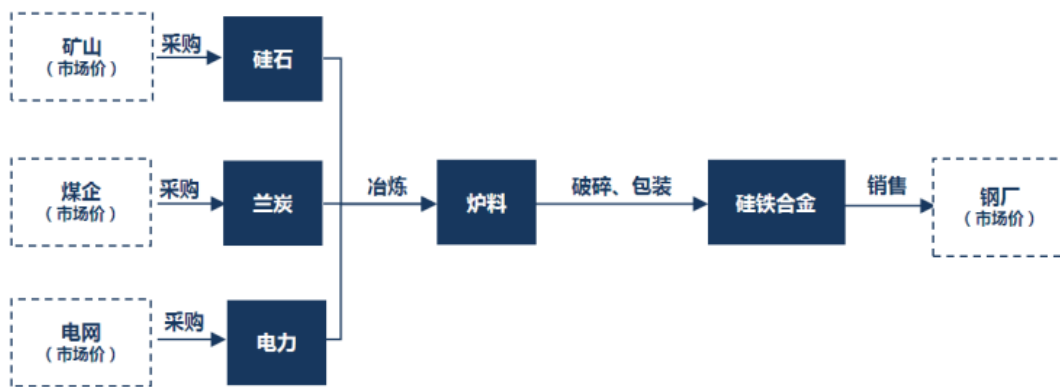 矿山
（市场价）
采购
硅石
煤企
（市场价）
采购
兰炭
冶炼
炉料
破碎、包装
硅铁合金
销售
钢厂
（市场价）
电网
（市场价）
采购
电力